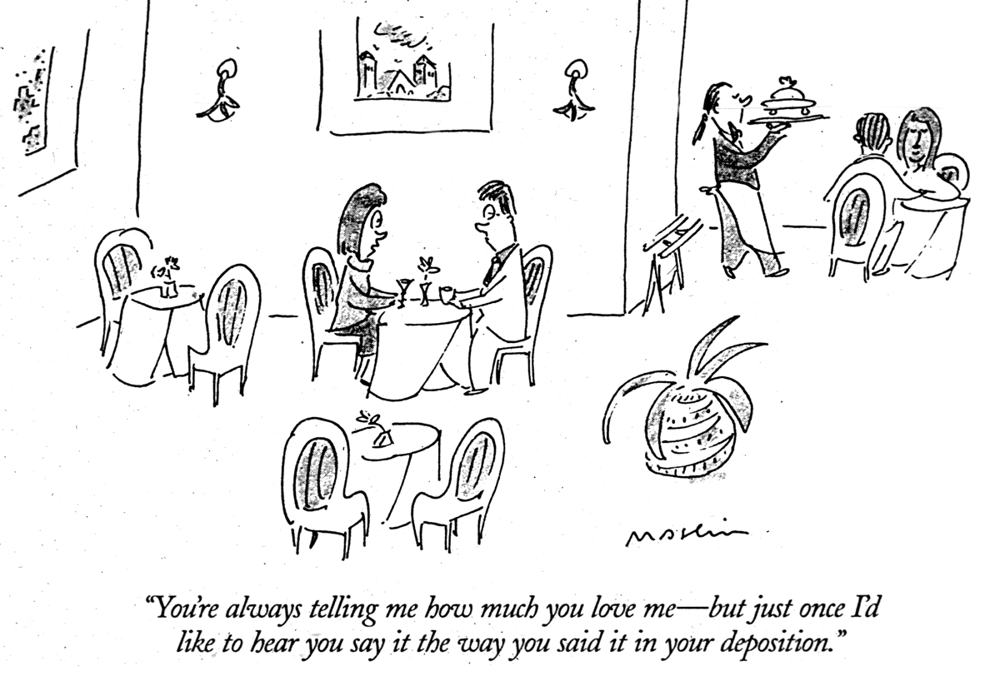 MASLIN
“You’re always telling me how much you love me—but just once I’d
like to hear you say it the way you said it in your deposition.”